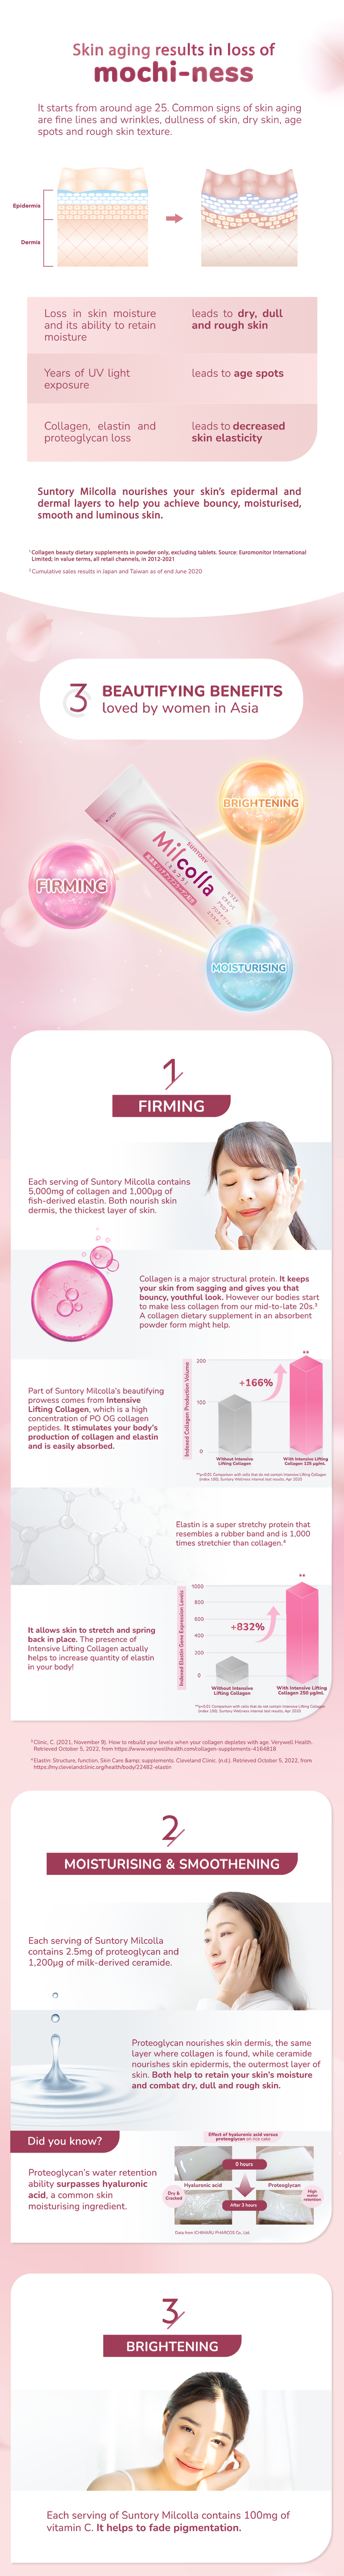 Skin aging results in loss of
mochi-ness
It starts from around age 25. Common signs of skin aging
are fine lines and wrinkles, dullness of skin, dry skin, age
spots and rough skin texture.
Epidermis
Dermis
Loss in skin moisture
and its ability to retain
moisture
leads to dry, dull
and rough skin
Years of UV light
exposure
leads to age spots
Collagen, elastin and
proteoglycan loss
leads to decreased
skin elasticity
Suntory Milcolla nourishes your skin's epidermal and
dermal layers to help you achieve bouncy, moisturised,
smooth and luminous skin.
¹ Collagen beauty dietary supplements in powder only, excluding tablets. Source: Euromonitor International
Limited; in value terms, all retail channels, in 2012-2021
² Cumulative sales results in Japan and Taiwan as of end June 2020
3 BEAUTIFYING BENEFITS
loved by women in Asia
BRIGHTENING
SUNTORY
Milcolla
FIRMING
MOISTURISING
1
FIRMING
Each serving of Suntory Milcolla contains
5,000mg of collagen and 1,000μg of
fish-derived elastin. Both nourish skin
dermis, the thickest layer of skin.
Collagen is a major structural protein. It keeps
your skin from sagging and gives you that
bouncy, youthful look. However our bodies start
to make less collagen from our mid-to-late 20s.³
A collagen dietary supplement in an absorbent
powder form might help.
Part of Suntory Milcolla's beautifying
prowess comes from Intensive
Lifting Collagen, which is a high
concentration of PO OG collagen
peptides. It stimulates your body's
production of collagen and elastin
and is easily absorbed.
Indexed Collagen Production Volume
200
100
0
+166%
**
Without Intensive
Lifting Collagen
With Intensive Lifting
Collagen 125 μg/mL
**p<0.01 Comparison with cells that do not contain Intensive Lifting Collagen
(index 100). Suntory Wellness internal test results, Apr 2020
Elastin is a super stretchy protein that
resembles a rubber band and is 1,000
times stretchier than collagen.⁴
It allows skin to stretch and spring
back in place. The presence of
Intensive Lifting Collagen actually
helps to increase quantity of elastin
in your body!
Indexed Elastin Gene Expression Levels
1000
800
600
400
200
0
+832%
**
Without Intensive
Lifting Collagen
With Intensive Lifting
Collagen 250 μg/mL
**p<0.01 Comparison with cells that do not contain Intensive Lifting Collagen
(index 100). Suntory Wellness internal test results, Apr 2020
³ Clinic, C. (2021, November 9). How to rebuild your levels when your collagen depletes with age. Verywell Health.
Retrieved October 5, 2022, from https://www.verywellhealth.com/collagen-supplements-4164818
⁴ Elastin: Structure, function, Skin Care &amp; supplements. Cleveland Clinic. (n.d.). Retrieved October 5, 2022, from
https://my.clevelandclinic.org/health/body/22482-elastin
2
MOISTURISING & SMOOTHENING
Each serving of Suntory Milcolla
contains 2.5mg of proteoglycan and
1,200μg of milk-derived ceramide.
Proteoglycan nourishes skin dermis, the same
layer where collagen is found, while ceramide
nourishes skin epidermis, the outermost layer of
skin. Both help to retain your skin's moisture
and combat dry, dull and rough skin.
Did you know?
Proteoglycan's water retention
ability surpasses hyaluronic
acid, a common skin
moisturising ingredient.
Effect of hyaluronic acid versus
proteoglycan on rice cake
0 hours
Hyaluronic acid
Proteoglycan
Dry &
Cracked
High
water
retention
After 3 hours
Data from ICHIMARU PHARCOS Co., Ltd.
3
BRIGHTENING
Each serving of Suntory Milcolla contains 100mg of
vitamin C. It helps to fade pigmentation.